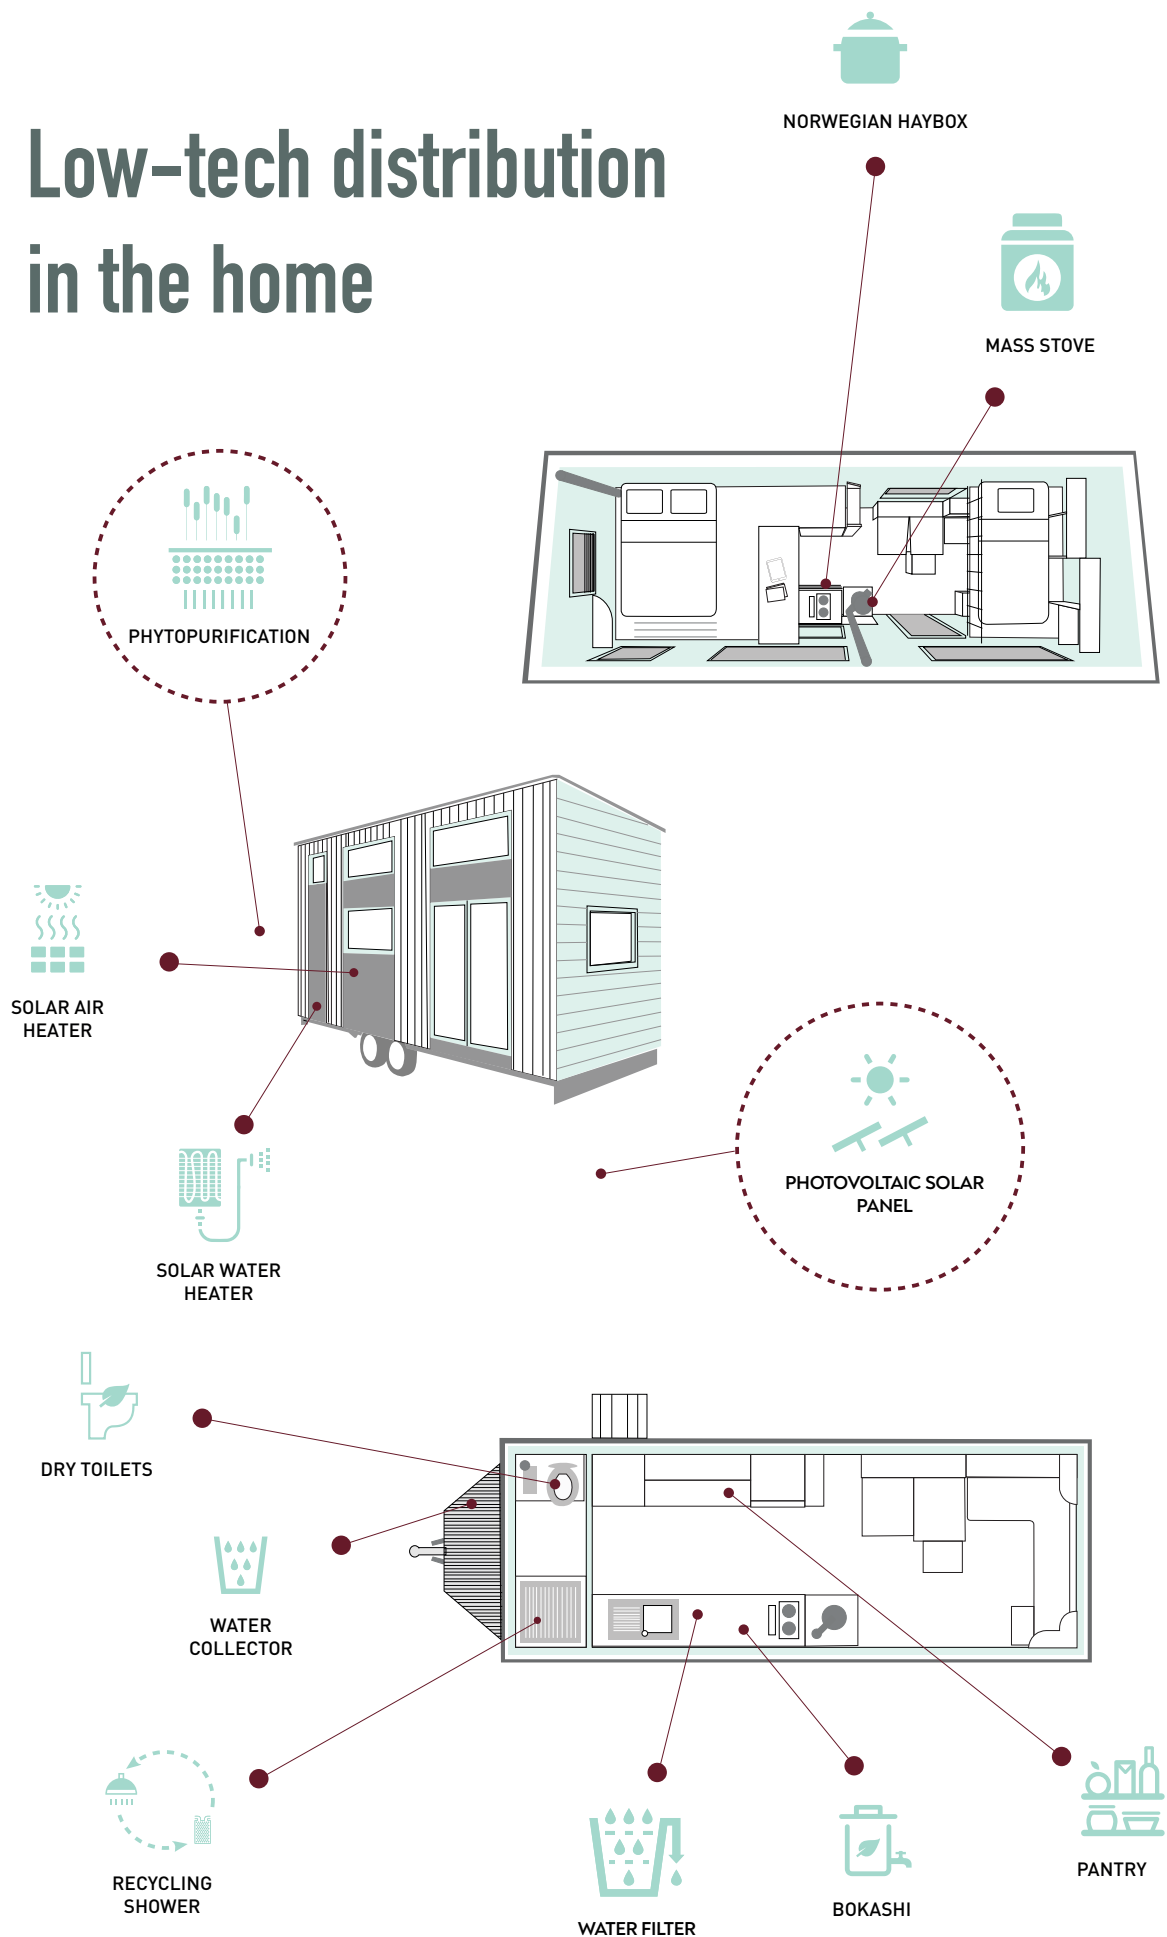 Low-tech distribution
in the home
NORWEGIAN HAYBOX
MASS STOVE
PHYTOPURIFICATION
SOLAR AIR
HEATER
PHOTOVOLTAIC SOLAR
PANEL
SOLAR WATER
HEATER
DRY TOILETS
WATER
COLLECTOR
RECYCLING
SHOWER
WATER FILTER
BOKASHI
PANTRY